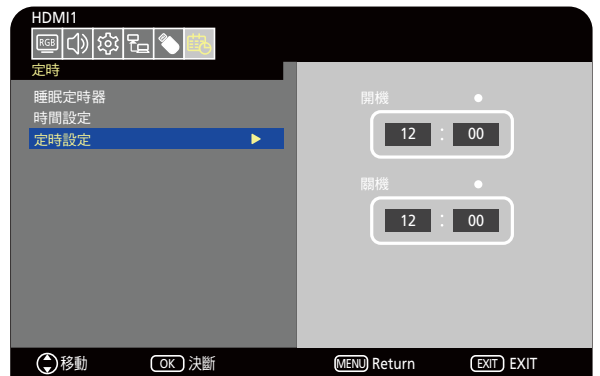 HDMI1
RGB
定時
睡眠定時器
時間設定
定時設定
開機
12 : 00
關機
12 : 00
移動 OK 決斷 MENU Return EXIT EXIT